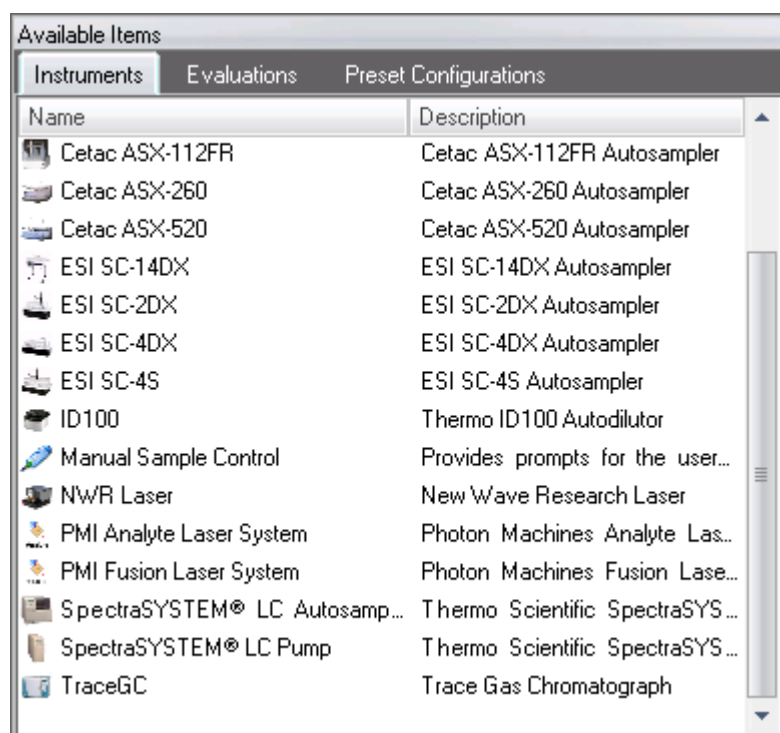 Available Items
Instruments Evaluations Preset Configurations
Name Description
Cetac ASX-112FR Cetac ASX-112FR Autosampler
Cetac ASX-260 Cetac ASX-260 Autosampler
Cetac ASX-520 Cetac ASX-520 Autosampler
ESI SC-14DX ESI SC-14DX Autosampler
ESI SC-2DX ESI SC-2DX Autosampler
ESI SC-4DX ESI SC-4DX Autosampler
ESI SC-4S ESI SC-4S Autosampler
ID100 Thermo ID100 Autodilutor
Manual Sample Control Provides prompts for the user...
NWR Laser New Wave Research Laser
PMI Analyte Laser System Photon Machines Analyte Las...
PMI Fusion Laser System Photon Machines Fusion Lase...
SpectraSYSTEM® LC Autosamp... Thermo Scientific SpectraSYS...
SpectraSYSTEM® LC Pump Thermo Scientific SpectraSYS...
TraceGC Trace Gas Chromatograph